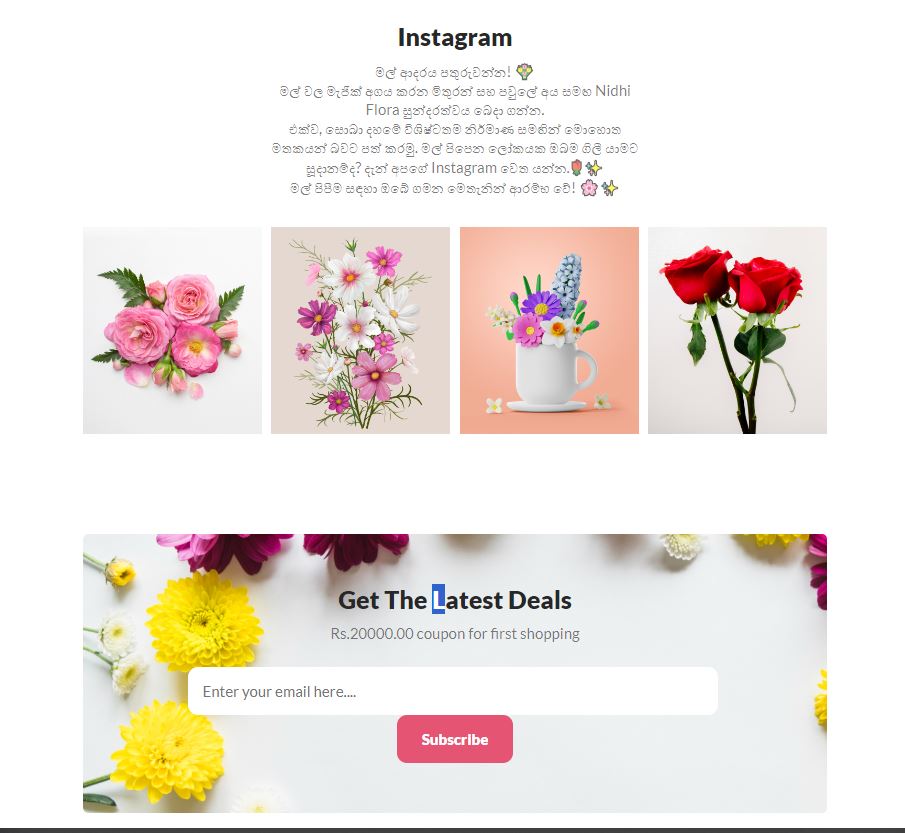 Instagram
මල් ආදරය පතුරුවන්න! 💐
මල් වල මැජික් අගය කරන මිතුරන් සහ පවුලේ අය සමඟ Nidhi
Flora සුන්දරත්වය බෙදා ගන්න.
එක්ව, සොබා දහමේ විශිෂ්ටතම නිර්මාණ සමඟින් මොහොත
මතකයන් බවට පත් කරමු. මල් පිපෙන ලෝකයක ඔබම ගිලී යාමට
සූදානම්ද? දැන් අපගේ Instagram වෙත යන්න.🌷✨
මල් පිපීම සඳහා ඔබේ ගමන මෙතැනින් ආරම්භ වේ! 🌸✨
Get The Latest Deals
Rs.20000.00 coupon for first shopping
Enter your email here....
Subscribe